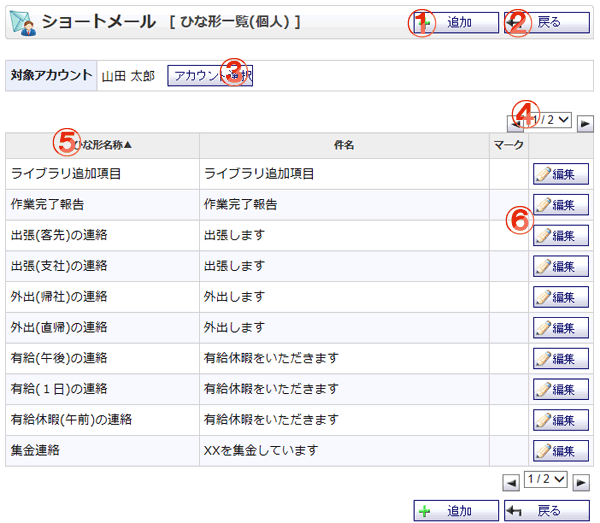 ショートメール [ ひな形一覧(個人) ] ① 追加 ② 戻る
対象アカウント 山田 太郎 アカウント選択 ③
④ 1 / 2
⑤ ひな形名称▲ 件名 マーク
ライブラリ追加項目 ライブラリ追加項目 編集
作業完了報告 作業完了報告 編集
⑥
出張(客先)の連絡 出張します 編集
出張(支社)の連絡 出張します 編集
外出(帰社)の連絡 外出します 編集
外出(直帰)の連絡 外出します 編集
有給(午後)の連絡 有給休暇をいただきます 編集
有給(１日)の連絡 有給休暇をいただきます 編集
有給休暇(午前)の連絡 有給休暇をいただきます 編集
集金連絡 XXを集金しています 編集
1 / 2
追加 戻る